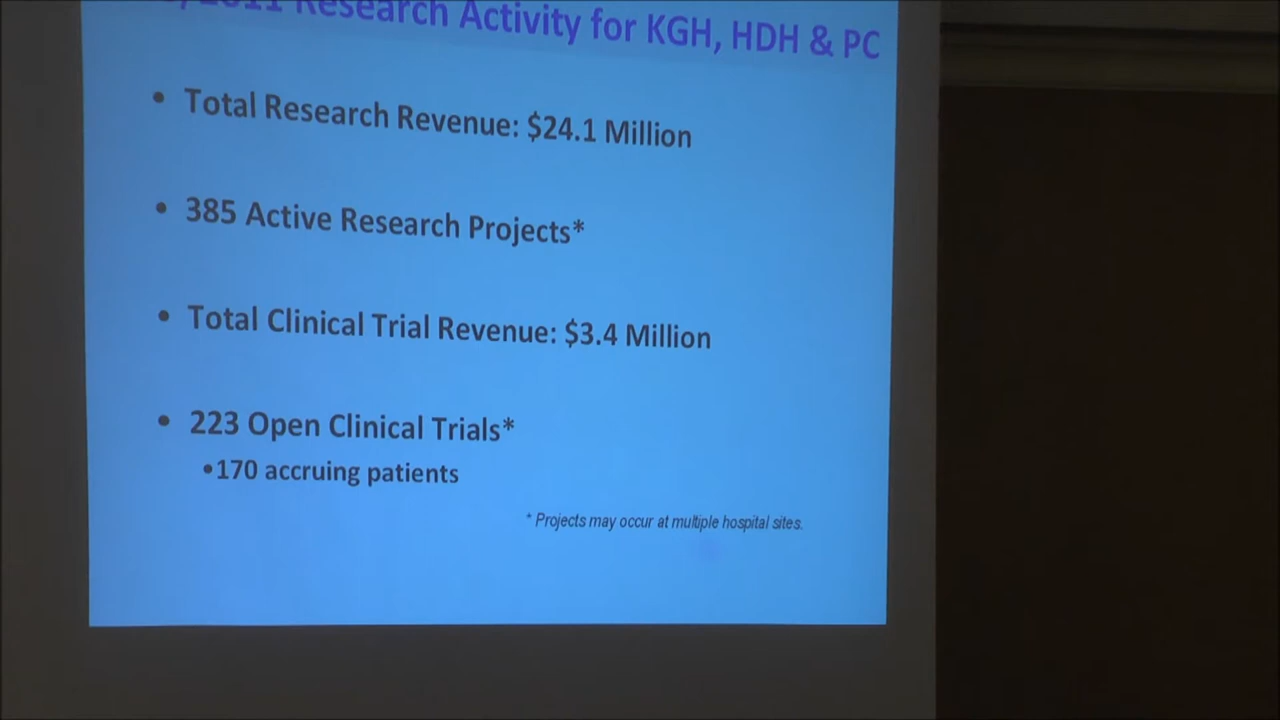 2011 Research Activity for KGH, HDH & PC
• Total Research Revenue: $24.1 Million
• 385 Active Research Projects*
• Total Clinical Trial Revenue: $3.4 Million
• 223 Open Clinical Trials*
•170 accruing patients
* Projects may occur at multiple hospital sites.